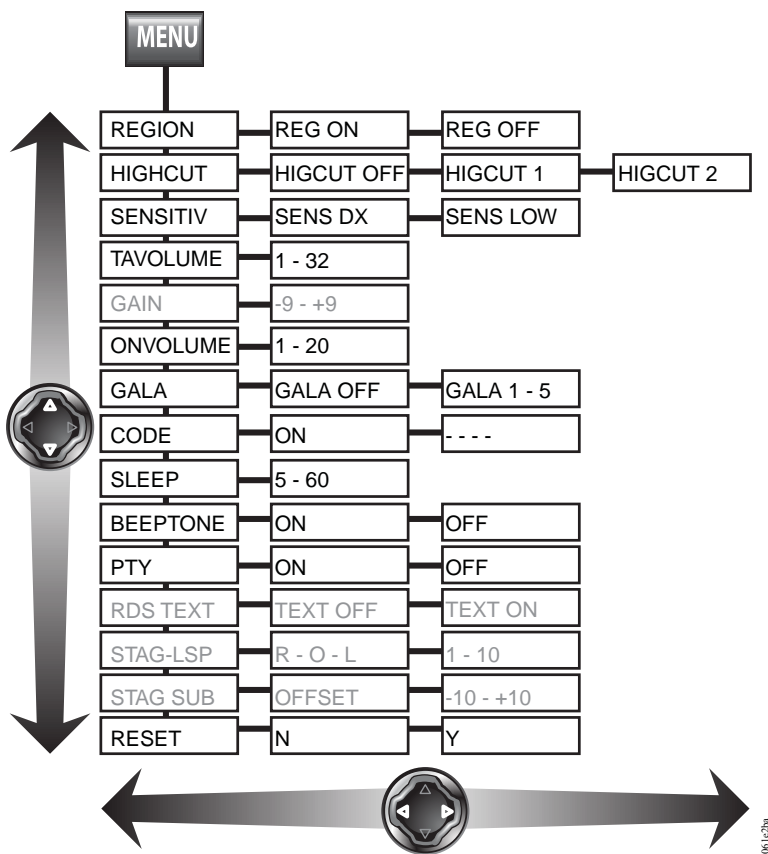 MENU
REGION REG ON REG OFF
HIGHCUT HIGCUT OFF HIGCUT 1 HIGCUT 2
SENSITIV SENS DX SENS LOW
TAVOLUME 1 - 32
GAIN -9 - +9
ONVOLUME 1 - 20
GALA GALA OFF GALA 1 - 5
CODE ON - - - -
SLEEP 5 - 60
BEEPTONE ON OFF
PTY ON OFF
RDS TEXT TEXT OFF TEXT ON
STAG-LSP R - O - L 1 - 10
STAG SUB OFFSET -10 - +10
RESET N Y
061e2ba